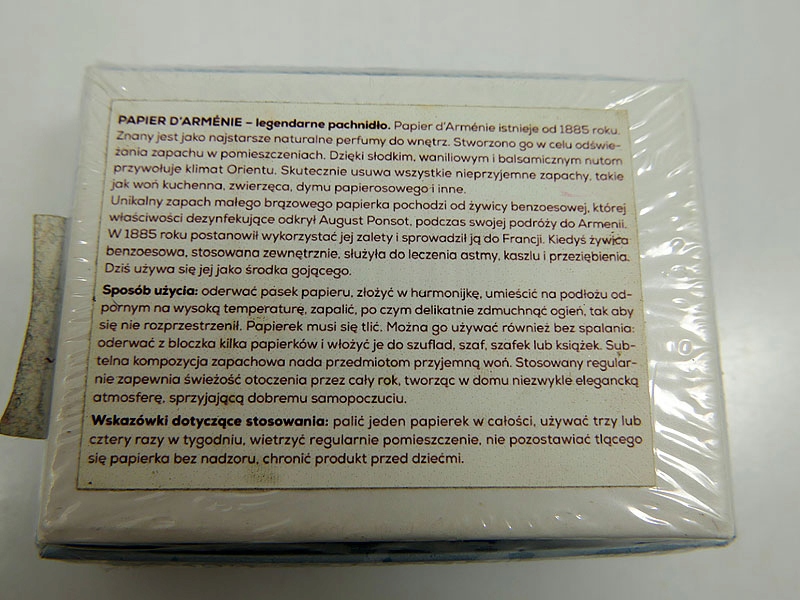 PAPIER D'ARMÉNIE – legendarne pachnidło. Papier d'Arménie istnieje od 1885 roku.
Znany jest jako najstarsze naturalne perfumy do wnętrz. Stworzono go w celu odświe-
żania zapachu w pomieszczeniach. Dzięki słodkim, waniliowym i balsamicznym nutom
przywołuje klimat Orientu. Skutecznie usuwa wszystkie nieprzyjemne zapachy, takie
jak woń kuchenna, zwierzęca, dymu papierosowego i inne.
Unikalny zapach małego brązowego papierka pochodzi od żywicy benzoesowej, której
właściwości dezynfekujące odkrył August Ponsot, podczas swojej podróży do Armenii.
W 1885 roku postanowił wykorzystać jej zalety i sprowadził ją do Francji. Kiedyś żywica
benzoesowa, stosowana zewnętrznie, służyła do leczenia astmy, kaszlu i przeziębienia.
Dziś używa się jej jako środka gojącego.
Sposób użycia: oderwać pasek papieru, złożyć w harmonijkę, umieścić na podłożu od-
pornym na wysoką temperaturę, zapalić, po czym delikatnie zdmuchnąć ogień, tak aby
się nie rozprzestrzenił. Papierek musi się tlić. Można go używać również bez spalania:
oderwać z bloczka kilka papierków i włożyć je do szuflad, szaf, szafek lub książek. Sub-
telna kompozycja zapachowa nada przedmiotom przyjemną woń. Stosowany regular-
nie zapewnia świeżość otoczenia przez cały rok, tworząc w domu niezwykle elegancką
atmosferę, sprzyjającą dobremu samopoczuciu.
Wskazówki dotyczące stosowania: palić jeden papierek w całości, używać trzy lub
cztery razy w tygodniu, wietrzyć regularnie pomieszczenie, nie pozostawiać tlącego
się papierka bez nadzoru, chronić produkt przed dziećmi.